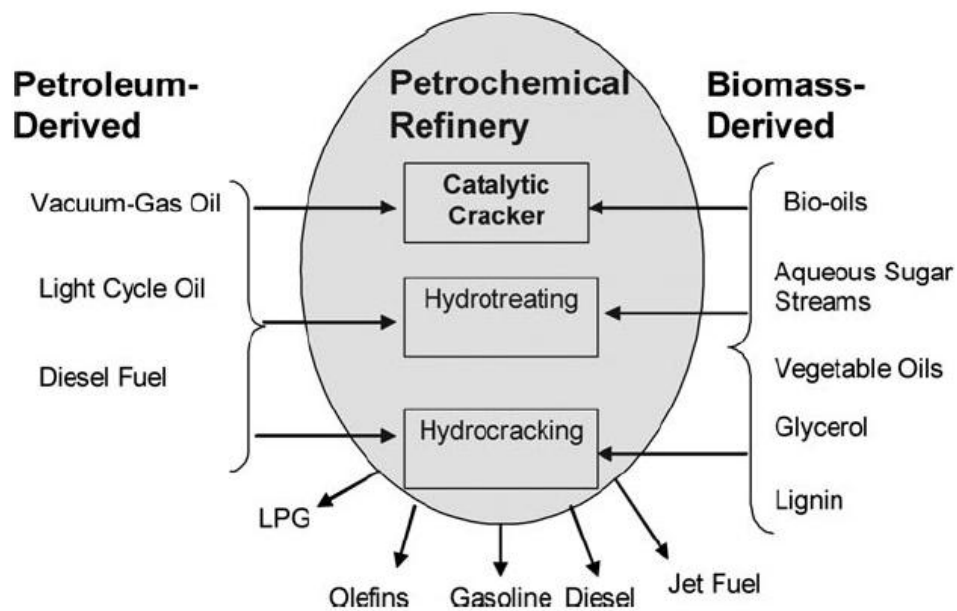 Petroleum-
Derived
Vacuum-Gas Oil
Light Cycle Oil
Diesel Fuel
Petrochemical
Refinery
Catalytic
Cracker
Hydrotreating
Hydrocracking
Biomass-
Derived
Bio-oils
Aqueous Sugar
Streams
Vegetable Oils
Glycerol
Lignin
LPG
Olefins
Gasoline
Diesel
Jet Fuel